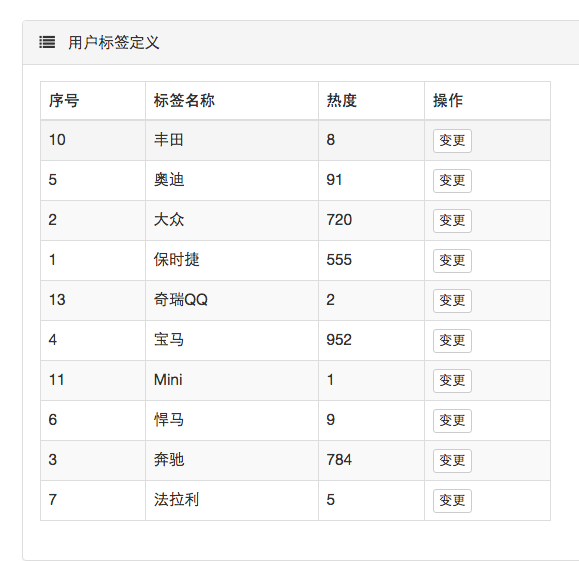 用户标签定义
序号 标签名称 热度 操作
10 丰田 8 变更
5 奥迪 91 变更
2 大众 720 变更
1 保时捷 555 变更
13 奇瑞QQ 2 变更
4 宝马 952 变更
11 Mini 1 变更
6 悍马 9 变更
3 奔驰 784 变更
7 法拉利 5 变更